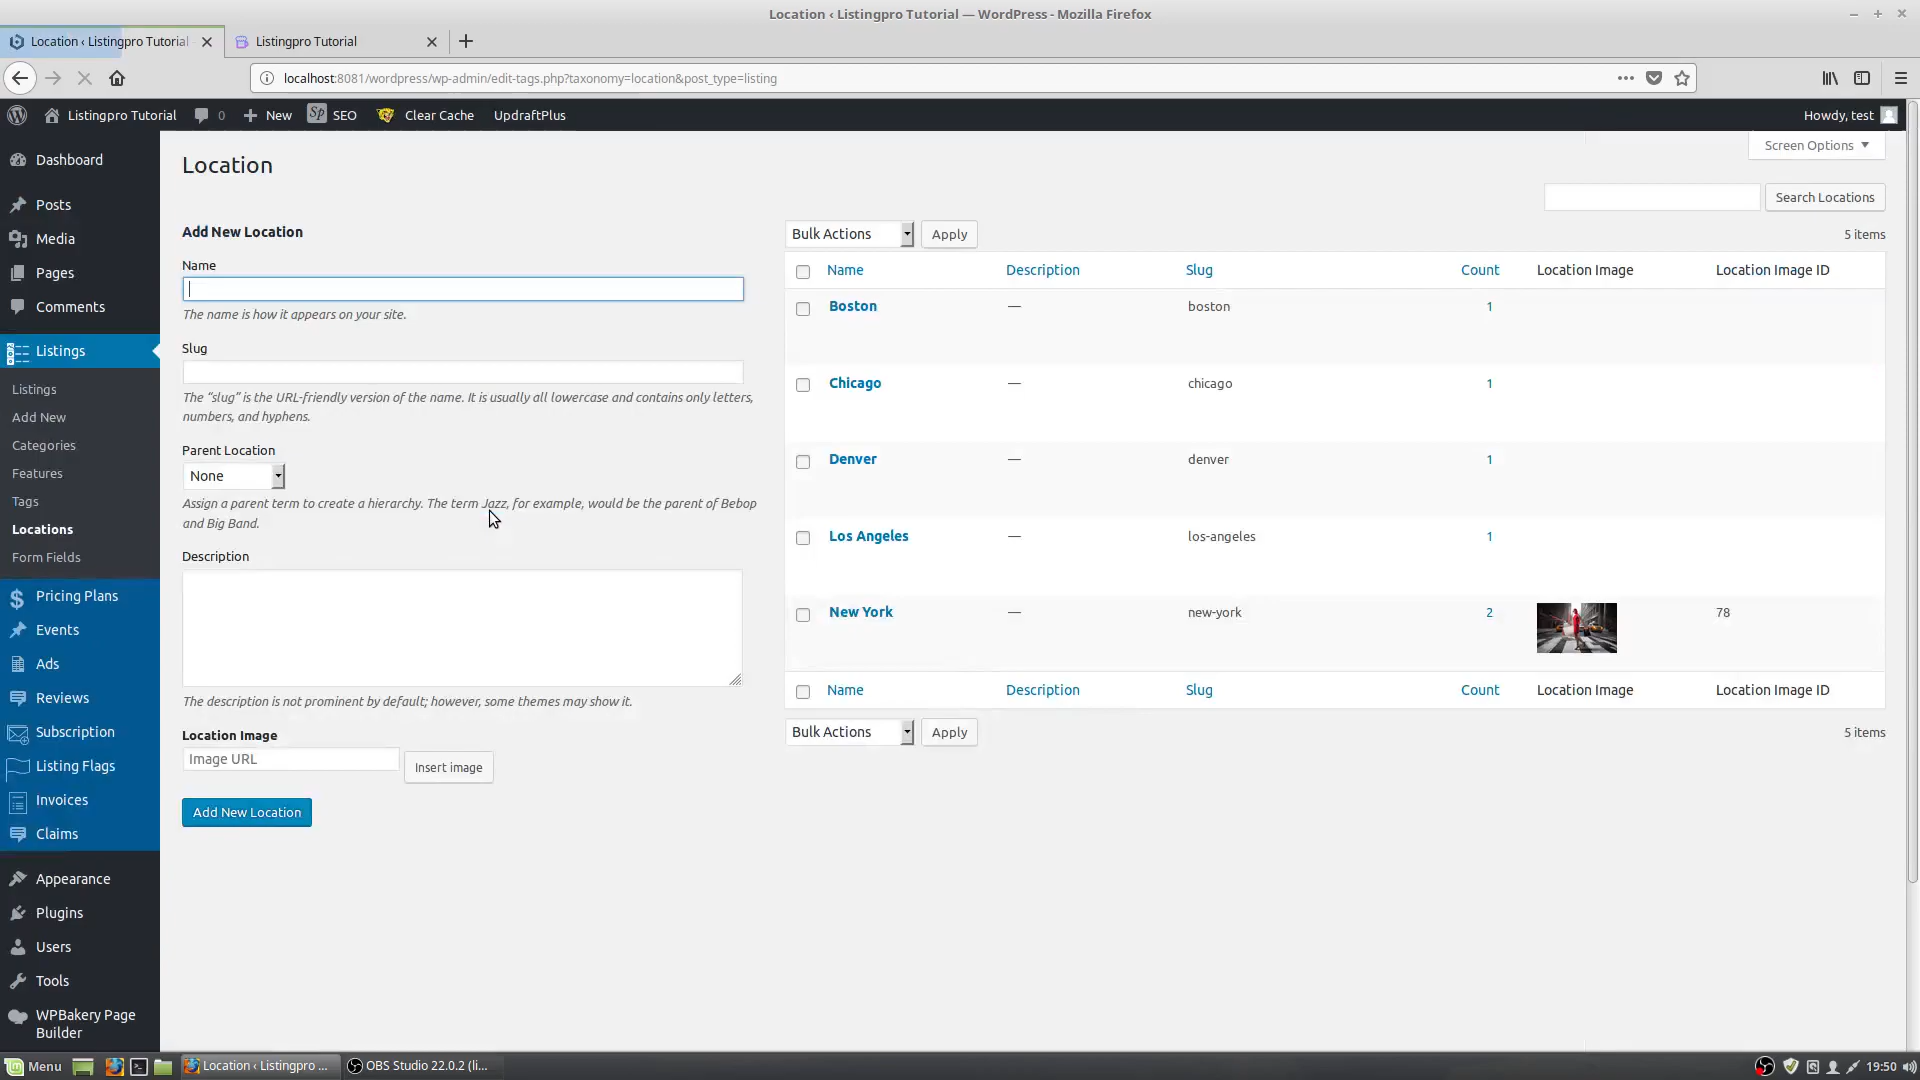 Location ‹ Listingpro Tutorial — WordPress - Mozilla Firefox
Location ‹ Listingpro Tutorial
Listingpro Tutorial
localhost:8081/wordpress/wp-admin/edit-tags.php?taxonomy=location&post_type=listing
Listingpro Tutorial
0
New
Sp
SEO
Clear Cache
UpdraftPlus
Howdy, test
Dashboard
Posts
Media
Pages
Comments
Listings
Listings
Add New
Categories
Features
Tags
Locations
Form Fields
Pricing Plans
Events
Ads
Reviews
Subscription
Listing Flags
Invoices
Claims
Appearance
Plugins
Users
Tools
WPBakery Page
Builder
Location
Screen Options
Search Locations
Add New Location
Name
The name is how it appears on your site.
Slug
The “slug” is the URL-friendly version of the name. It is usually all lowercase and contains only letters,
numbers, and hyphens.
Parent Location
None
Assign a parent term to create a hierarchy. The term Jazz, for example, would be the parent of Bebop
and Big Band.
Description
The description is not prominent by default; however, some themes may show it.
Location Image
Image URL
Insert image
Add New Location
Bulk Actions
Apply
5 items
Name Description Slug Count Location Image Location Image ID
Boston — boston 1
Chicago — chicago 1
Denver — denver 1
Los Angeles — los-angeles 1
New York — new-york 2 78
Name Description Slug Count Location Image Location Image ID
Bulk Actions
Apply
5 items
Menu
Location ‹ Listingpro ...
OBS Studio 22.0.2 (li...
19:50